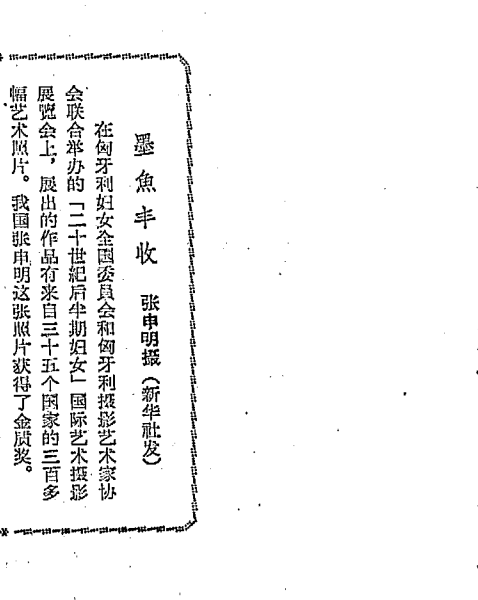 墨魚丰收 张申明摄(新华社发)
在匈牙利妇女全国委員会和匈牙利摄影艺术家协
会联合举办的「二十世紀后半期妇女」国际艺术摄影
展覽会上,展出的作品有来自三十五个国家的三百多
幅艺术照片。我国张申明这张照片获得了金质奖。